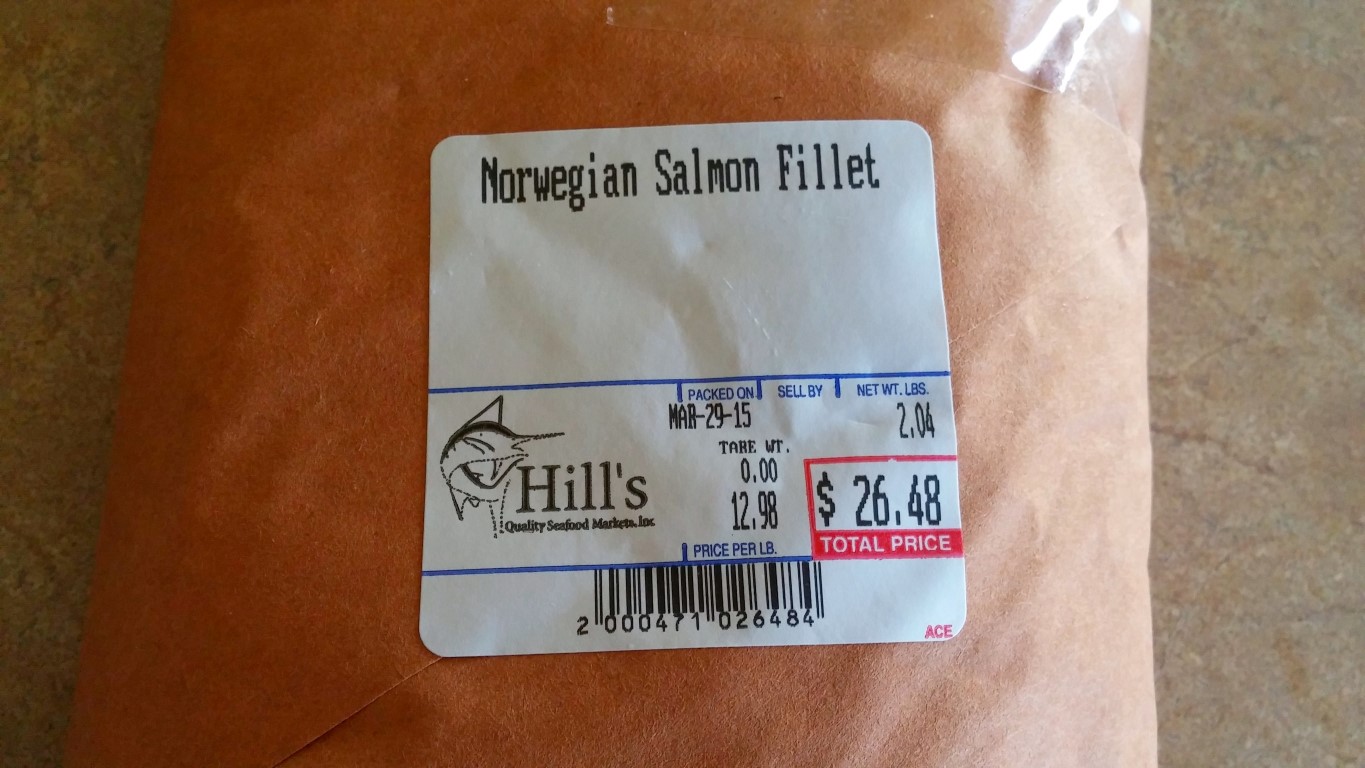 Norwegian Salmon Fillet
PACKED ON SELL BY NET WT. LBS.
MAR-29-15 2.04
TARE WT.
0.00
12.98
$ 26.48
Hill's
Quality Seafood Markets, Inc
PRICE PER LB.
TOTAL PRICE
2 000471 026484
ACE